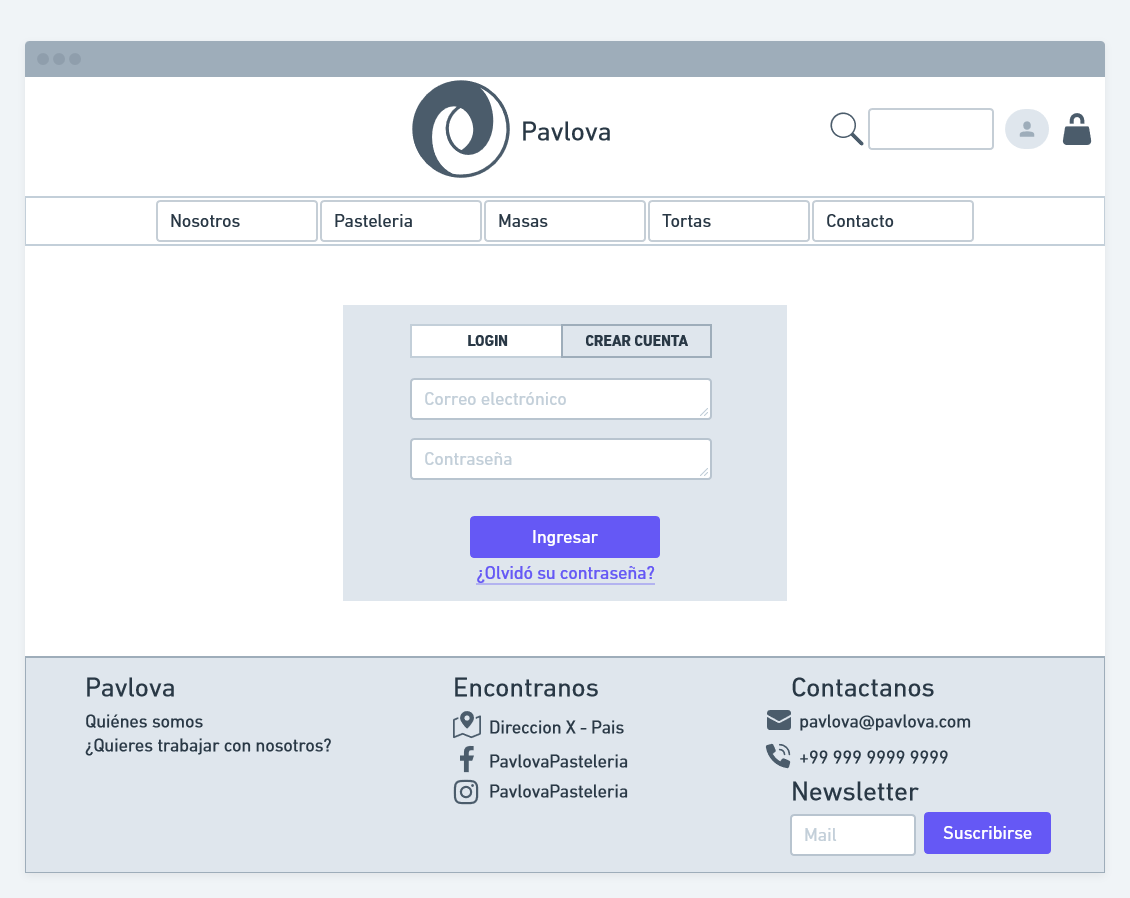 Pavlova
Nosotros
Pasteleria
Masas
Tortas
Contacto
LOGIN
CREAR CUENTA
Correo electrónico
Contraseña
Ingresar
¿Olvidó su contraseña?
Pavlova
Quiénes somos
¿Quieres trabajar con nosotros?
Encontranos
Direccion X - Pais
PavlovaPasteleria
PavlovaPasteleria
Contactanos
pavlova@pavlova.com
+99 999 9999 9999
Newsletter
Mail
Suscribirse